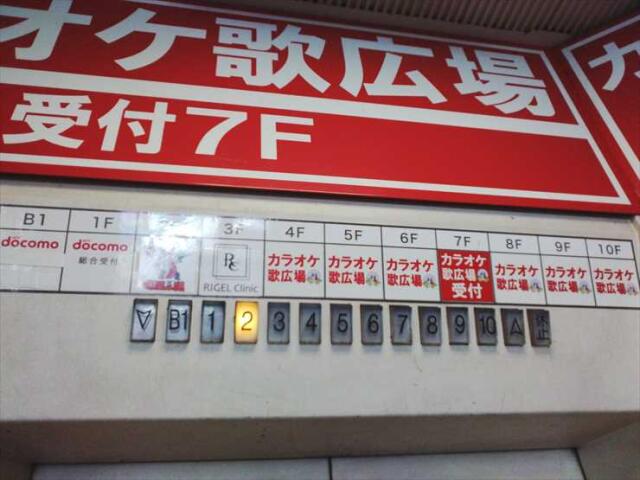 オケ歌広場
カ
受付7F
B1
docomo
1F
docomo
総合受付
3F
RC
RIGEL Clinic
4F
カラオケ
歌広場
5F
カラオケ
歌広場
6F
カラオケ
歌広場
7F
カラオケ
歌広場
受付
8F
カラオケ
歌広場
9F
カラオケ
歌広場
10F
カラオケ
歌広場
▽ B1 1 2 3 4 5 6 7 8 9 10 △ 休止